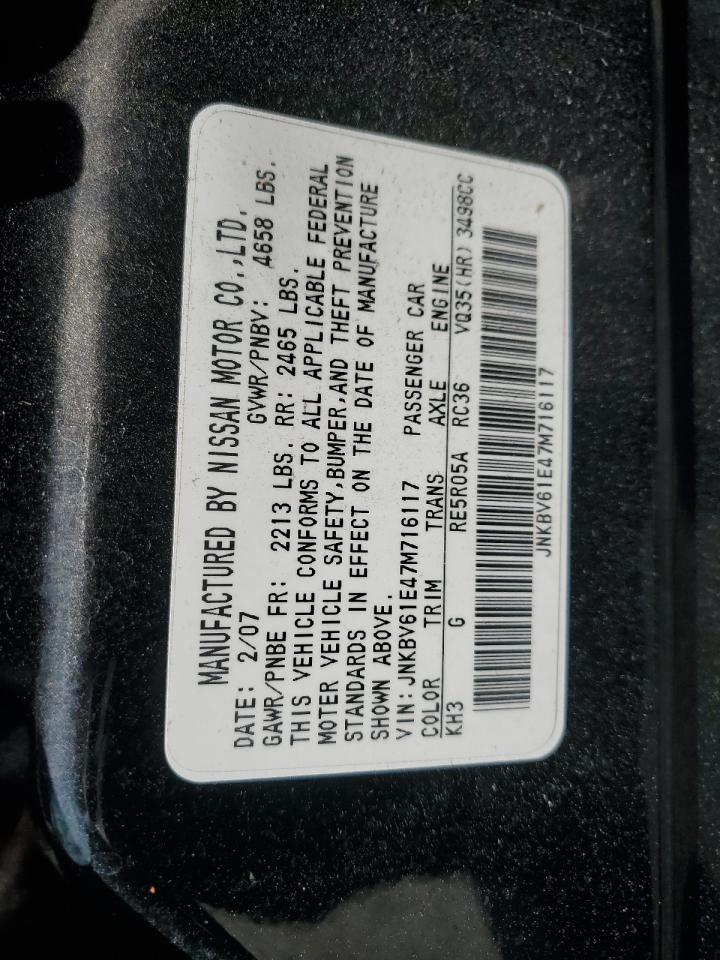 MANUFACTURED BY NISSAN MOTOR CO.,LTD.
DATE: 2/07 GVWR/PNBV: 4658 LBS.
GAWR/PNBE FR: 2213 LBS. RR: 2465 LBS.
THIS VEHICLE CONFORMS TO ALL APPLICABLE FEDERAL
MOTER VEHICLE SAFETY,BUMPER,AND THEFT PREVENTION
STANDARDS IN EFFECT ON THE DATE OF MANUFACTURE
SHOWN ABOVE.
VIN:JNKBV61E47M716117 PASSENGER CAR
COLOR TRIM TRANS AXLE ENGINE
KH3 G RE5R05A RC36 VQ35(HR) 3498CC
JNKBV61E47M716117